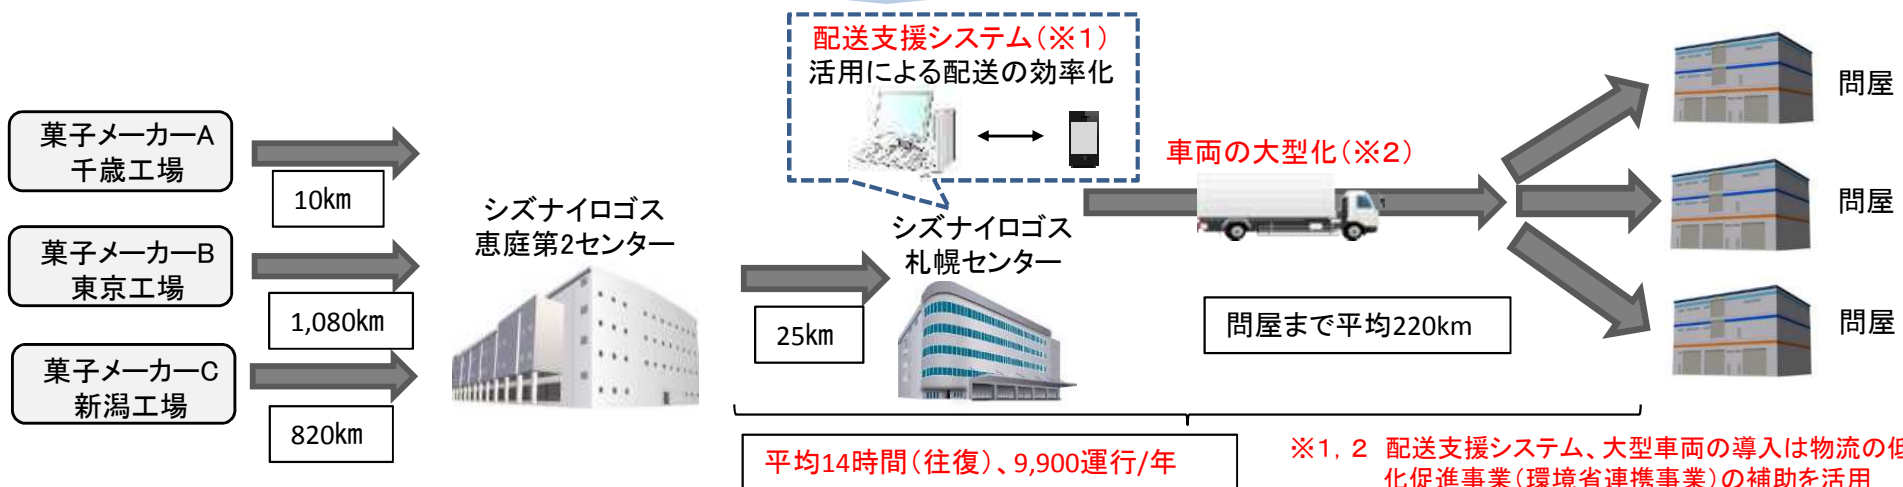 配送支援システム（※１）
活用による配送の効率化
菓子メーカーA
千歳工場
10km
菓子メーカーB
東京工場
1,080km
菓子メーカーC
新潟工場
820km
シズナイロゴス
恵庭第2センター
25km
シズナイロゴス
札幌センター
車両の大型化（※２）
問屋まで平均220km
問屋
問屋
問屋
平均14時間（往復）、9,900運行/年
※１，２ 配送支援システム、大型車両の導入は物流の低
化促進事業（環境省連携事業）の補助を活用